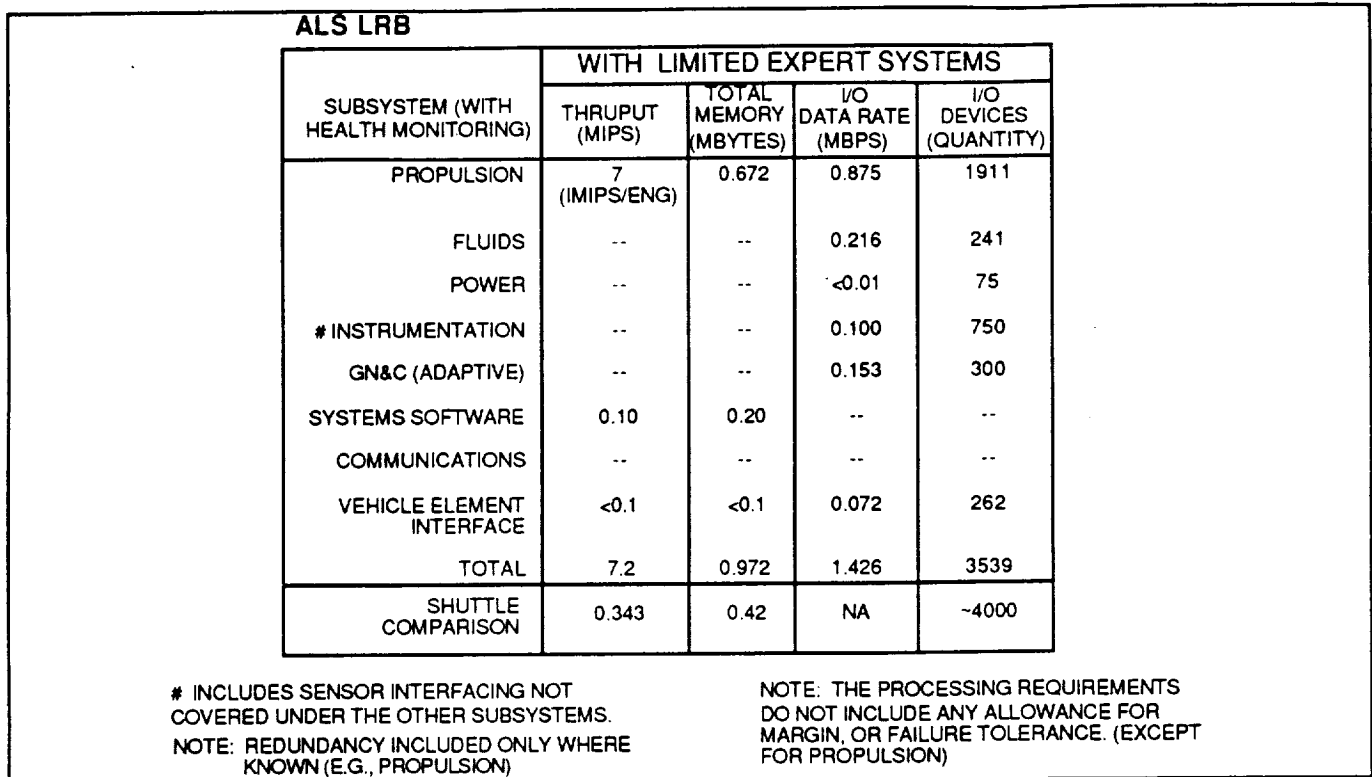 ALS LRB
WITH LIMITED EXPERT SYSTEMS
SUBSYSTEM (WITH HEALTH MONITORING) THRUPUT (MIPS) TOTAL MEMORY (MBYTES) I/O DATA RATE (MBPS) I/O DEVICES (QUANTITY)
PROPULSION 7 0.672 0.875 1911
(IMIPS/ENG)
FLUIDS -- -- 0.216 241
POWER -- -- <0.01 75
# INSTRUMENTATION -- -- 0.100 750
GN&C (ADAPTIVE) -- -- 0.153 300
SYSTEMS SOFTWARE 0.10 0.20 -- --
COMMUNICATIONS -- -- -- --
VEHICLE ELEMENT <0.1 <0.1 0.072 262
INTERFACE
TOTAL 7.2 0.972 1.426 3539
SHUTTLE
COMPARISON 0.343 0.42 NA ~4000
# INCLUDES SENSOR INTERFACING NOT
COVERED UNDER THE OTHER SUBSYSTEMS.
NOTE: REDUNDANCY INCLUDED ONLY WHERE
KNOWN (E.G., PROPULSION)
NOTE: THE PROCESSING REQUIREMENTS
DO NOT INCLUDE ANY ALLOWANCE FOR
MARGIN, OR FAILURE TOLERANCE. (EXCEPT
FOR PROPULSION)